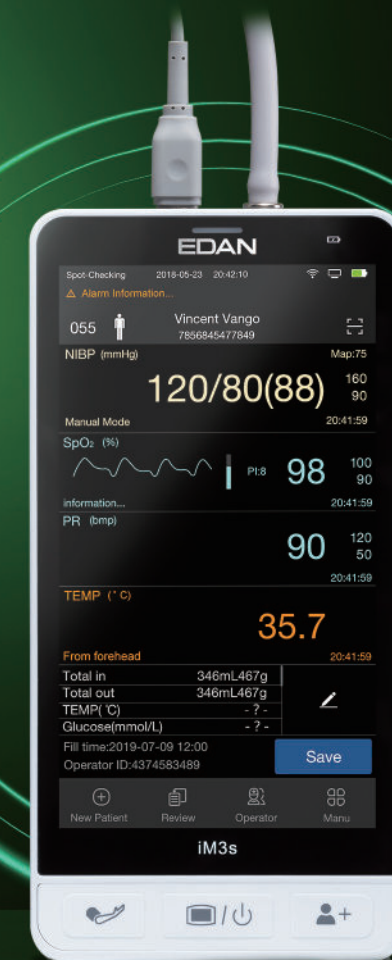 EDAN
Spot-Checking 2018-05-23 20:42:10
Alarm Information...
055 Vincent Vango
7856845477849
NIBP (mmHg) Map:75
120/80(88) 160
90
Manual Mode 20:41:59
SpO₂ (%)
PI:8 98 100
90
information... 20:41:59
PR (bmp)
90 120
50
20:41:59
TEMP (°C)
35.7
From forehead 20:41:59
Total in 346mL467g
Total out 346mL467g
TEMP(℃) - ? -
Glucose(mmol/L) - ? -
Fill time:2019-07-09 12:00
Operator ID:4374583489
Save
New Patient Review Operator Manu
iM3s